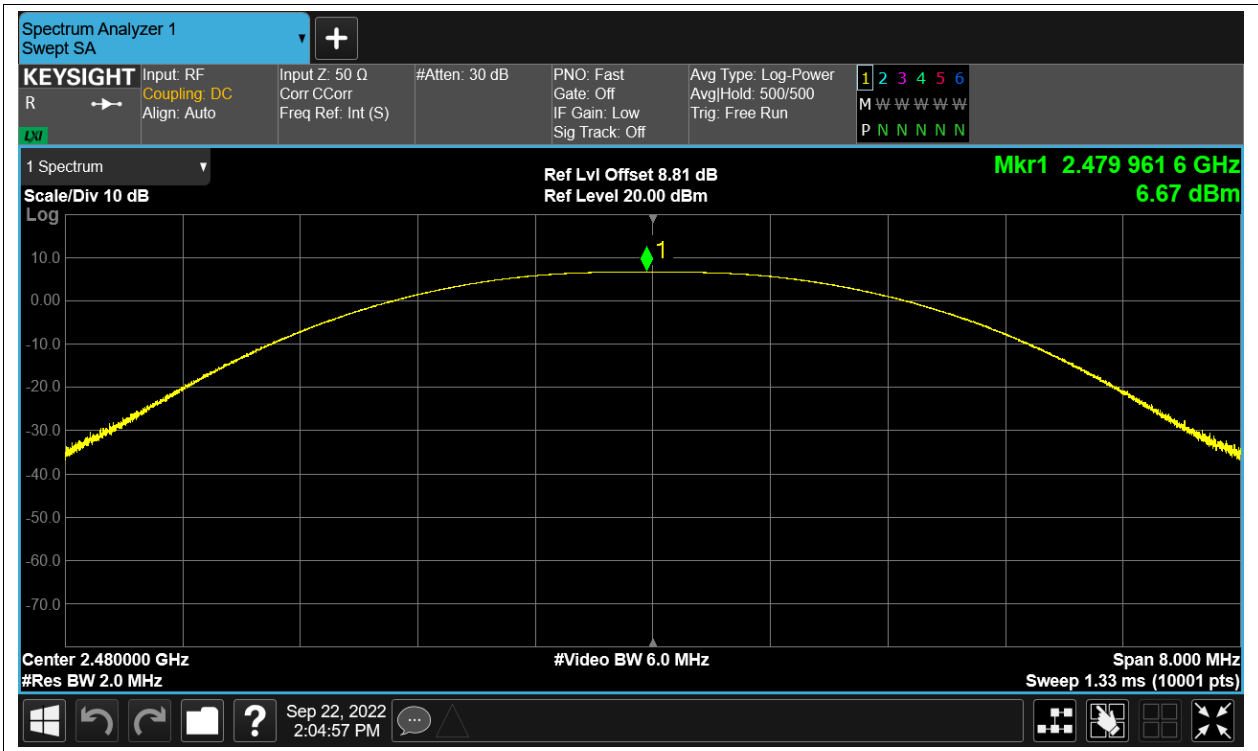 Spectrum Analyzer 1
Swept SA
KEYSIGHT
R
LXI
Input: RF
Coupling: DC
Align: Auto
Input Z: 50 Ω
Corr CCorr
Freq Ref: Int (S)
#Atten: 30 dB
PNO: Fast
Gate: Off
IF Gain: Low
Sig Track: Off
Avg Type: Log-Power
Avg|Hold: 500/500
Trig: Free Run
1 2 3 4 5 6
M W W W W W
P N N N N N
1 Spectrum
Scale/Div 10 dB
Log
Ref Lvl Offset 8.81 dB
Ref Level 20.00 dBm
Mkr1 2.479 961 6 GHz
6.67 dBm
1
10.0
0.00
-10.0
-20.0
-30.0
-40.0
-50.0
-60.0
-70.0
Center 2.480000 GHz
#Res BW 2.0 MHz
#Video BW 6.0 MHz
Span 8.000 MHz
Sweep 1.33 ms (10001 pts)
?
Sep 22, 2022
2:04:57 PM